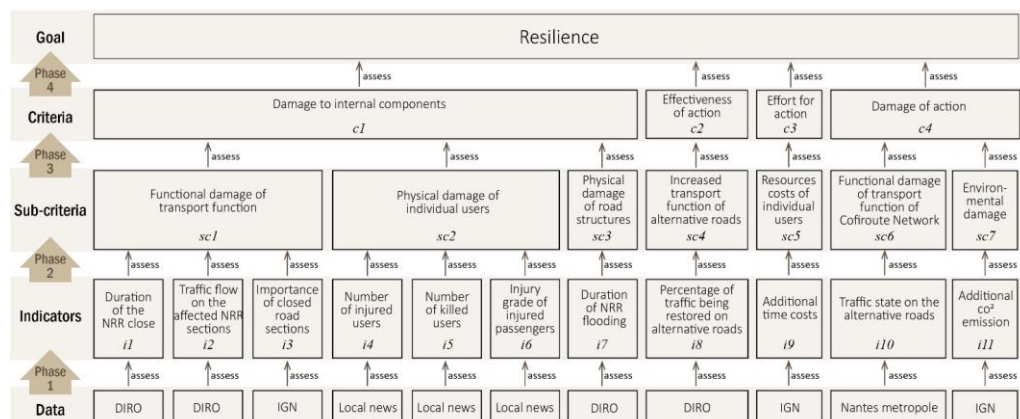 Goal
Resilience
Phase
4
assess
assess
assess
assess
Criteria
Damage to internal components
c1
Effectiveness
of action
c2
Effort for
action
c3
Damage of action
c4
Phase
3
assess
assess
assess
assess
assess
assess
assess
Sub-criteria
Functional damage of
transport function
sc1
Physical damage of
individual users
sc2
Physical
damage
of road
structures
sc3
Increased
transport
function of
alternative roads
sc4
Resources
costs of
individual
users
sc5
Functional damage
of transport
function of
Cofiroute Network
sc6
Environ-
mental
damage
sc7
Phase
2
assess
assess
assess
assess
assess
assess
assess
assess
assess
assess
assess
Indicators
Duration
of the
NRR close
i1
Traffic flow
on the
affected NRR
sections
i2
Importance
of closed
road
sections
i3
Number
of injured
users
i4
Number
of killed
users
i5
Injury
grade of
injured
passengers
i6
Duration
of NRR
flooding
i7
Percentage of
traffic being
restored on
alternative roads
i8
Additional
time costs
i9
Traffic state on the
alternative roads
i10
Additional
co²
emission
i11
Phase
1
assess
assess
assess
assess
assess
assess
assess
assess
assess
assess
assess
Data
DIRO
DIRO
IGN
Local news
Local news
Local news
DIRO
DIRO
IGN
Nantes metropole
IGN